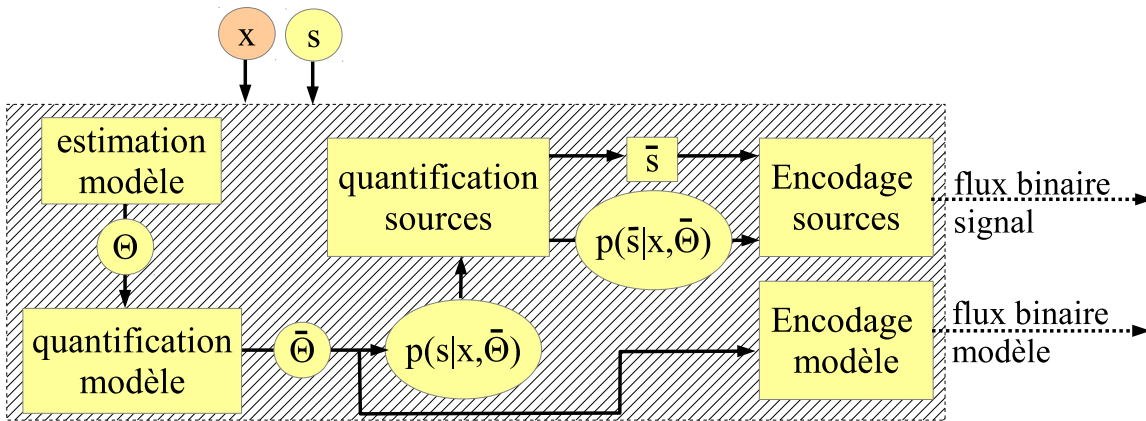 x
s
estimation
modèle
Θ
quantification
modèle
Θ̄
p(s|x,Θ̄)
quantification
sources
s̄
p(s̄|x,Θ̄)
Encodage
sources
flux binaire
signal
Encodage
modèle
flux binaire
modèle